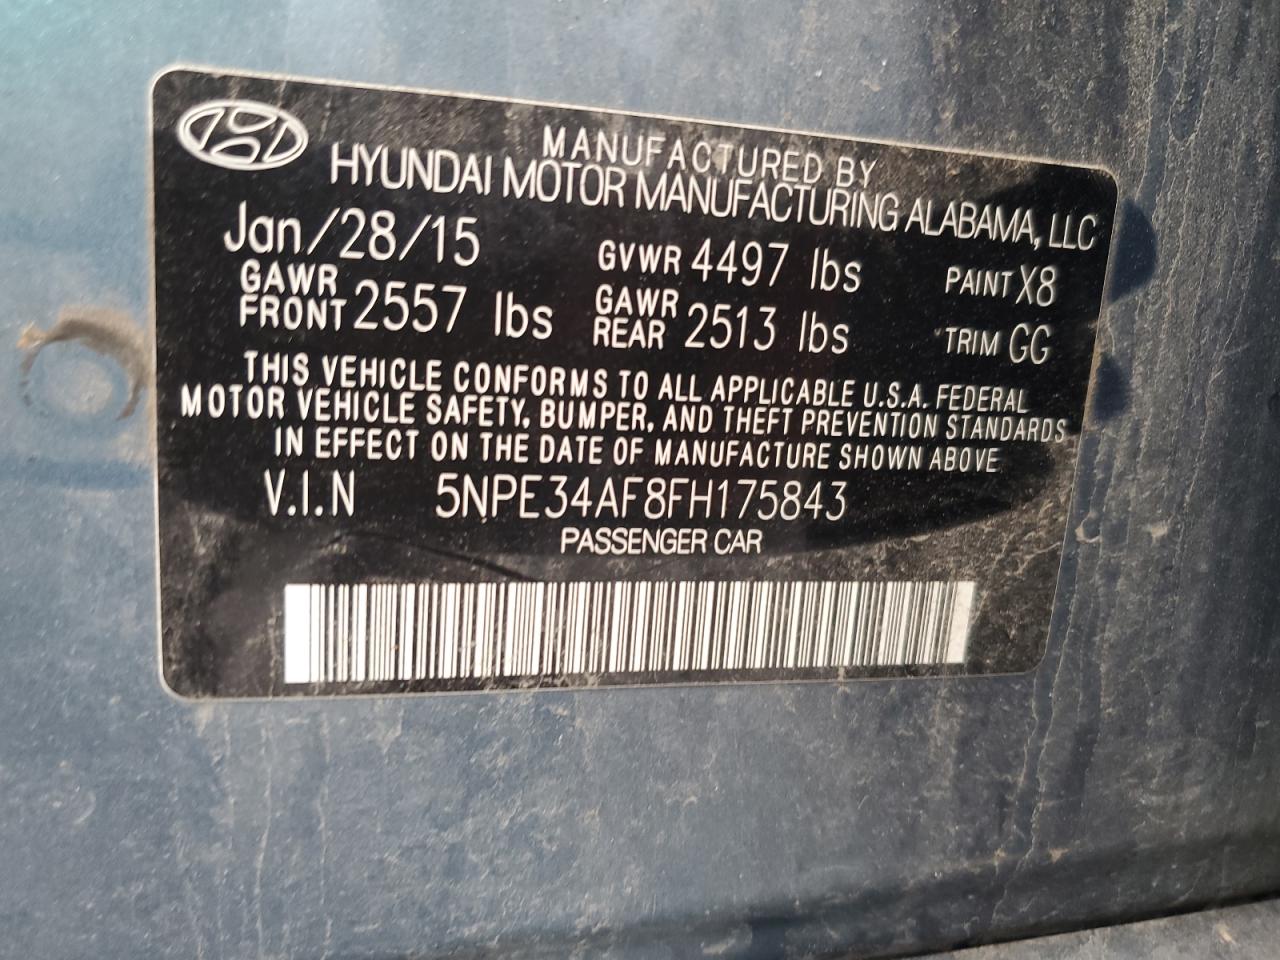 MANUFACTURED BY
HYUNDAI MOTOR MANUFACTURING ALABAMA, LLC
Jan/28/15 GVWR 4497 lbs PAINT X8
GAWR FRONT 2557 lbs GAWR REAR 2513 lbs TRIM GG
THIS VEHICLE CONFORMS TO ALL APPLICABLE U.S.A. FEDERAL
MOTOR VEHICLE SAFETY, BUMPER, AND THEFT PREVENTION STANDARDS
IN EFFECT ON THE DATE OF MANUFACTURE SHOWN ABOVE
V.I.N 5NPE34AF8FH175843
PASSENGER CAR